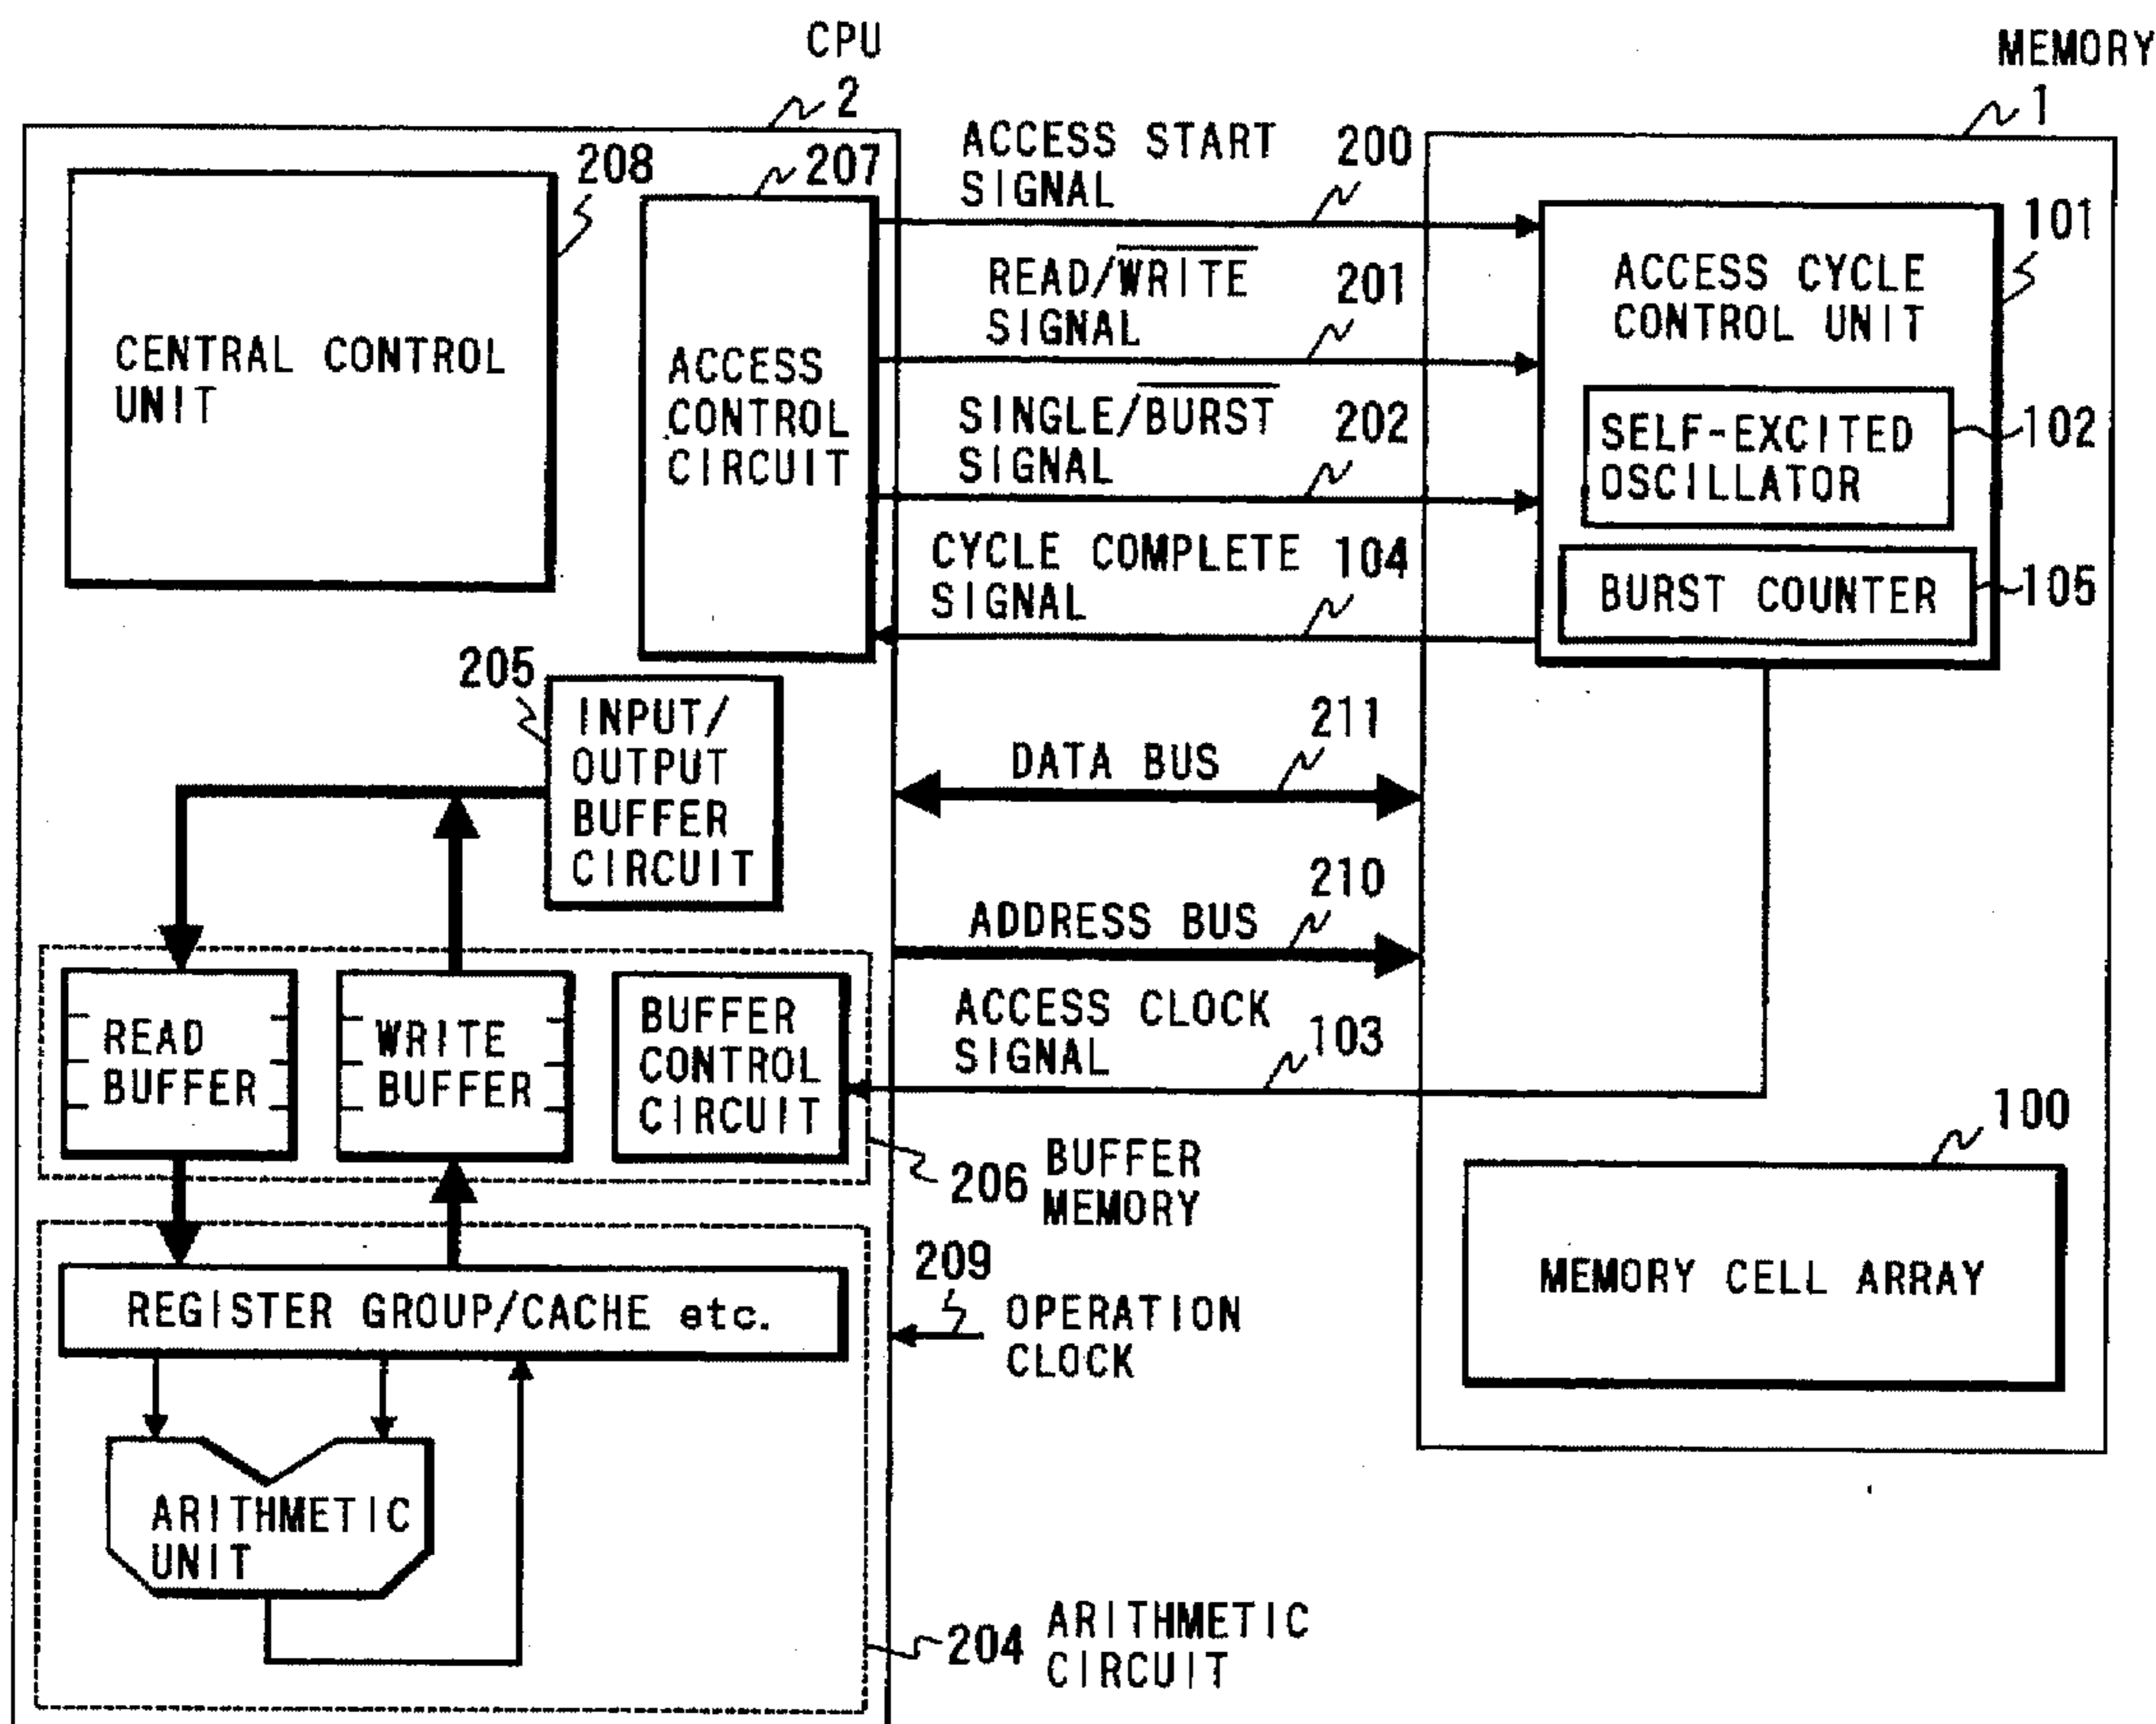 CPU
2
MEMORY
1
208
207
ACCESS START
SIGNAL
200
READ/WRITE
SIGNAL
201
SINGLE/BURST
SIGNAL
202
CYCLE COMPLETE
SIGNAL
104
CENTRAL CONTROL
UNIT
ACCESS
CONTROL
CIRCUIT
101
ACCESS CYCLE
CONTROL UNIT
SELF-EXCITED
OSCILLATOR
102
BURST COUNTER
105
205
INPUT/
OUTPUT
BUFFER
CIRCUIT
211
DATA BUS
210
ADDRESS BUS
ACCESS CLOCK
SIGNAL
103
READ
BUFFER
WRITE
BUFFER
BUFFER
CONTROL
CIRCUIT
206 BUFFER
MEMORY
100
MEMORY CELL ARRAY
REGISTER GROUP/CACHE etc.
209
OPERATION
CLOCK
ARITHMETIC
UNIT
204 ARITHMETIC
CIRCUIT